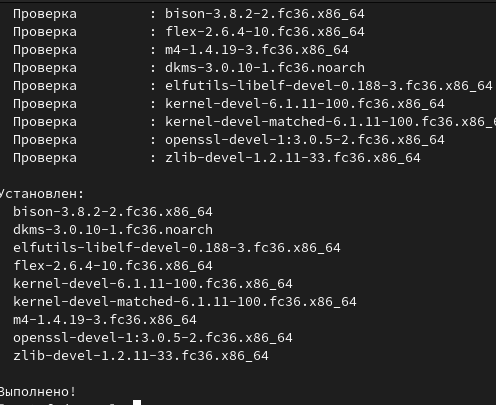 Проверка : bison-3.8.2-2.fc36.x86_64
Проверка : flex-2.6.4-10.fc36.x86_64
Проверка : m4-1.4.19-3.fc36.x86_64
Проверка : dkms-3.0.10-1.fc36.noarch
Проверка : elfutils-libelf-devel-0.188-3.fc36.x86_64
Проверка : kernel-devel-6.1.11-100.fc36.x86_64
Проверка : kernel-devel-matched-6.1.11-100.fc36.x86_6
Проверка : openssl-devel-1:3.0.5-2.fc36.x86_64
Проверка : zlib-devel-1.2.11-33.fc36.x86_64
Установлен:
bison-3.8.2-2.fc36.x86_64
dkms-3.0.10-1.fc36.noarch
elfutils-libelf-devel-0.188-3.fc36.x86_64
flex-2.6.4-10.fc36.x86_64
kernel-devel-6.1.11-100.fc36.x86_64
kernel-devel-matched-6.1.11-100.fc36.x86_64
m4-1.4.19-3.fc36.x86_64
openssl-devel-1:3.0.5-2.fc36.x86_64
zlib-devel-1.2.11-33.fc36.x86_64
Выполнено!